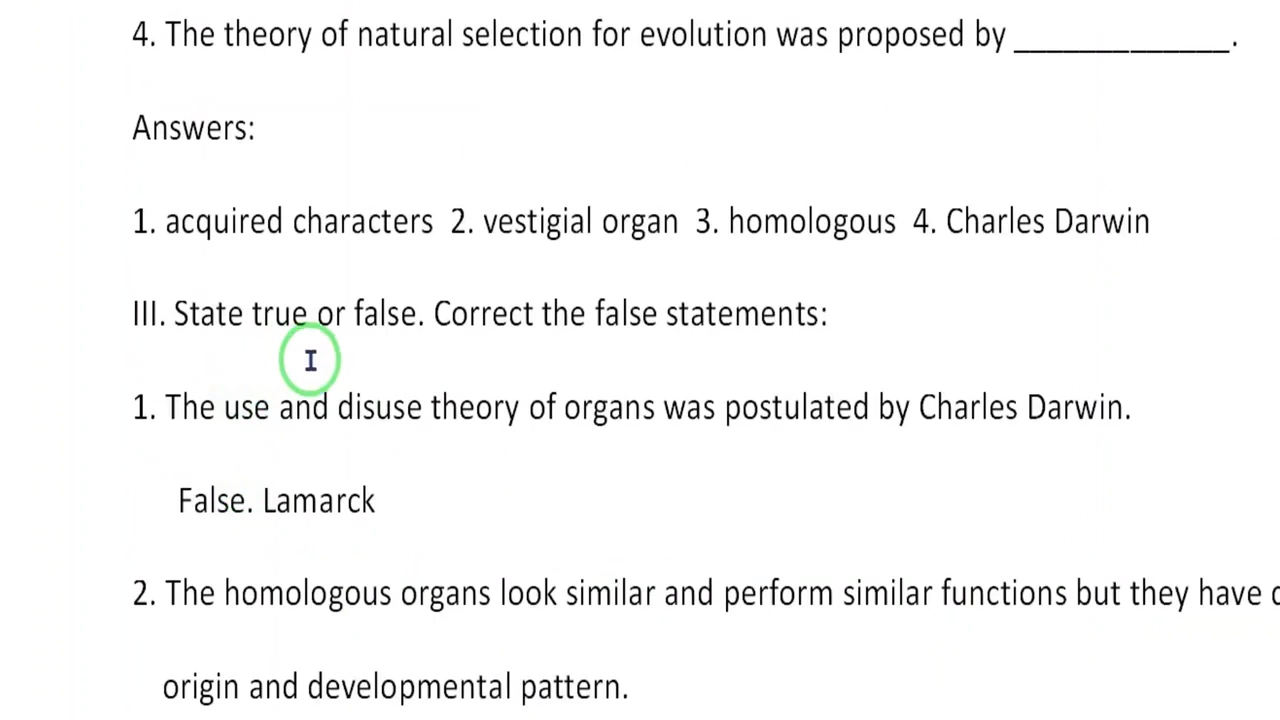 4. The theory of natural selection for evolution was proposed by _____________.
Answers:
1. acquired characters 2. vestigial organ 3. homologous 4. Charles Darwin
III. State true or false. Correct the false statements:
1. The use and disuse theory of organs was postulated by Charles Darwin.
False. Lamarck
2. The homologous organs look similar and perform similar functions but they have
origin and developmental pattern.